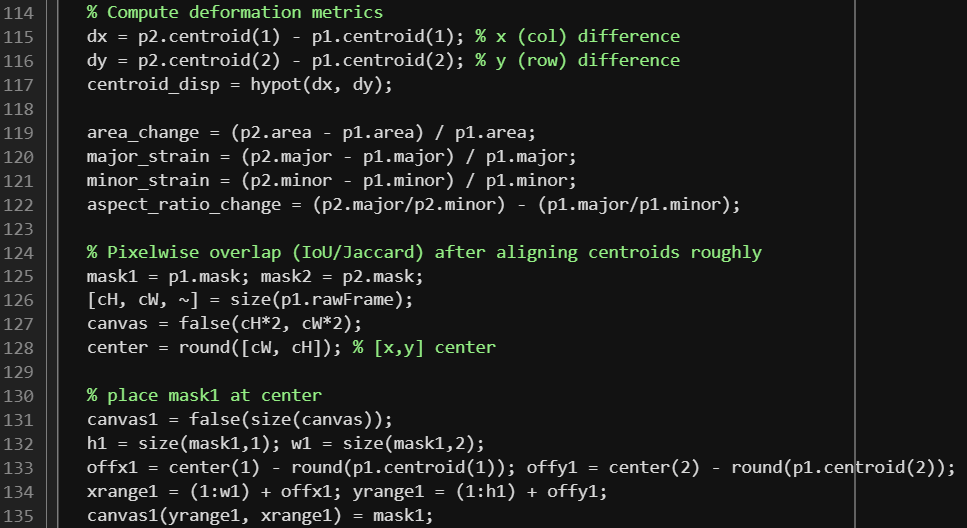 114 % Compute deformation metrics
115 dx = p2.centroid(1) - p1.centroid(1); % x (col) difference
116 dy = p2.centroid(2) - p1.centroid(2); % y (row) difference
117 centroid_disp = hypot(dx, dy);
118
119 area_change = (p2.area - p1.area) / p1.area;
120 major_strain = (p2.major - p1.major) / p1.major;
121 minor_strain = (p2.minor - p1.minor) / p1.minor;
122 aspect_ratio_change = (p2.major/p2.minor) - (p1.major/p1.minor);
123
124 % Pixelwise overlap (IoU/Jaccard) after aligning centroids roughly
125 mask1 = p1.mask; mask2 = p2.mask;
126 [cH, cW, ~] = size(p1.rawFrame);
127 canvas = false(cH*2, cW*2);
128 center = round([cW, cH]); % [x,y] center
129
130 % place mask1 at center
131 canvas1 = false(size(canvas));
132 h1 = size(mask1,1); w1 = size(mask1,2);
133 offx1 = center(1) - round(p1.centroid(1)); offy1 = center(2) - round(p1.centroid(2));
134 xrange1 = (1:w1) + offx1; yrange1 = (1:h1) + offy1;
135 canvas1(yrange1, xrange1) = mask1;